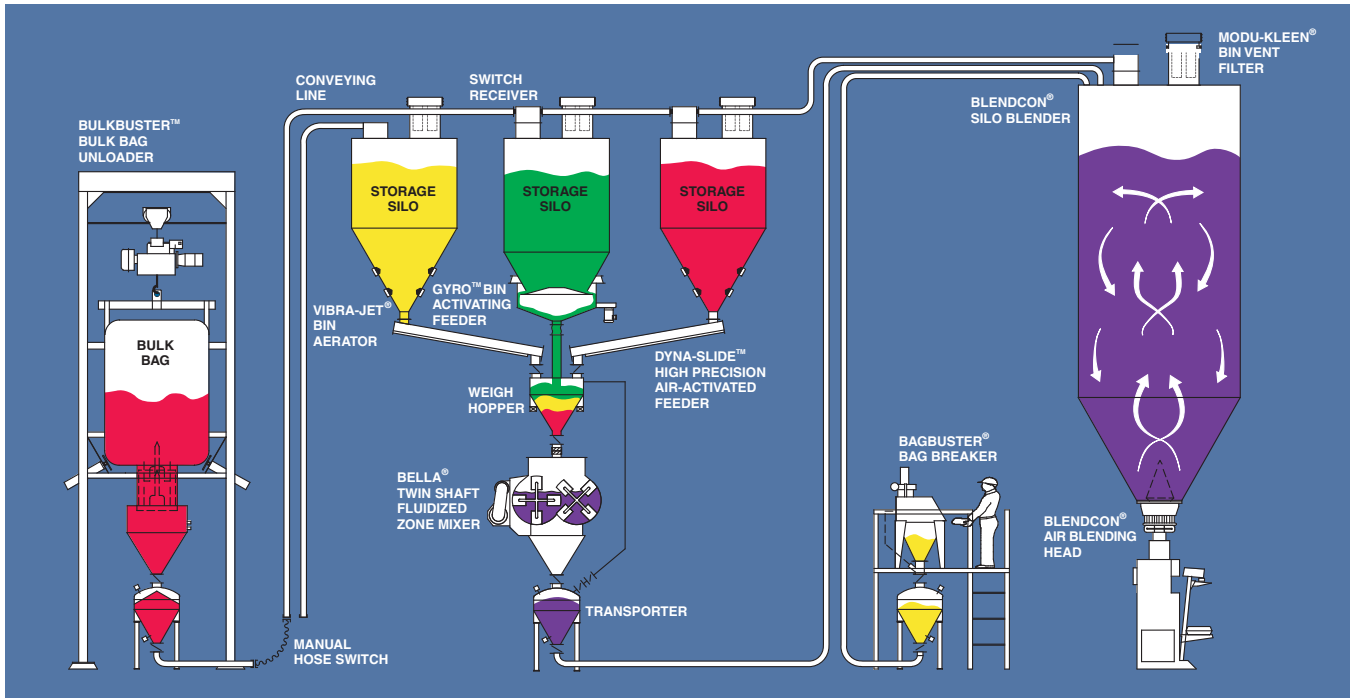 MODU-KLEEN®
BIN VENT
FILTER
CONVEYING
LINE
SWITCH
RECEIVER
BLENDCON®
SILO BLENDER
BULKBUSTER™
BULK BAG
UNLOADER
STORAGE
SILO
STORAGE
SILO
STORAGE
SILO
VIBRA-JET®
BIN
AERATOR
GYRO™ BIN
ACTIVATING
FEEDER
BULK
BAG
DYNA-SLIDE™
HIGH PRECISION
AIR-ACTIVATED
FEEDER
WEIGH
HOPPER
BELLA®
TWIN SHAFT
FLUIDIZED
ZONE MIXER
BAGBUSTER®
BAG BREAKER
BLENDCON®
AIR BLENDING
HEAD
TRANSPORTER
MANUAL
HOSE SWITCH